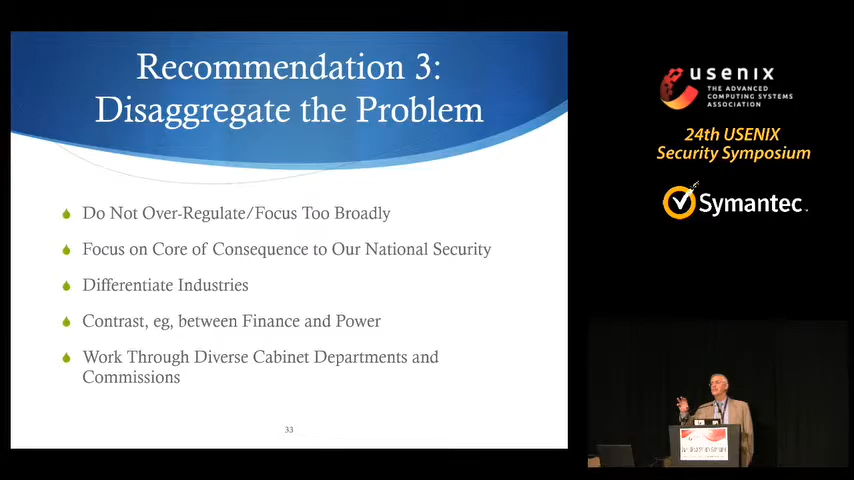 Recommendation 3:
Disaggregate the Problem
Do Not Over-Regulate/Focus Too Broadly
Focus on Core of Consequence to Our National Security
Differentiate Industries
Contrast, eg, between Finance and Power
Work Through Diverse Cabinet Departments and
Commissions
33
usenix
THE ADVANCED
COMPUTING SYSTEMS
ASSOCIATION
24th USENIX
Security Symposium
Symantec.